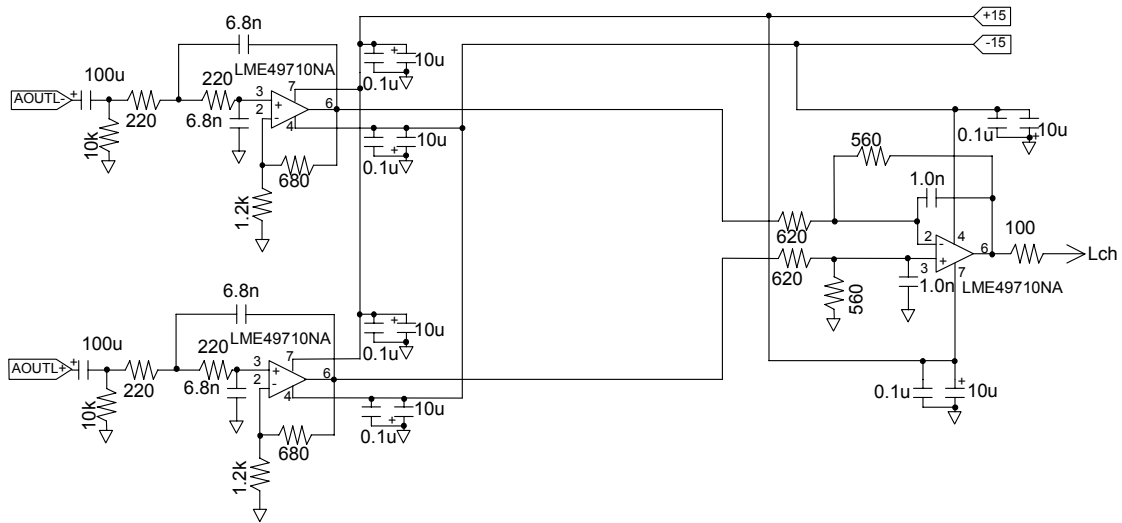 +15
-15
6.8n
LME49710NA
10u
0.1u
100u
220
7
3
2
4
6
AOUTL-
220
6.8n
10k
680
1.2k
0.1u
10u
0.1u
10u
560
1.0n
620
620
2
3
4
6
7
100
Lch
1.0n
LME49710NA
560
6.8n
LME49710NA
10u
0.1u
100u
220
7
3
2
4
6
AOUTL+
220
6.8n
10k
680
1.2k
0.1u
10u
0.1u
10u
+
-
+
-
-
+
+
+
+
+
+
+
+
+